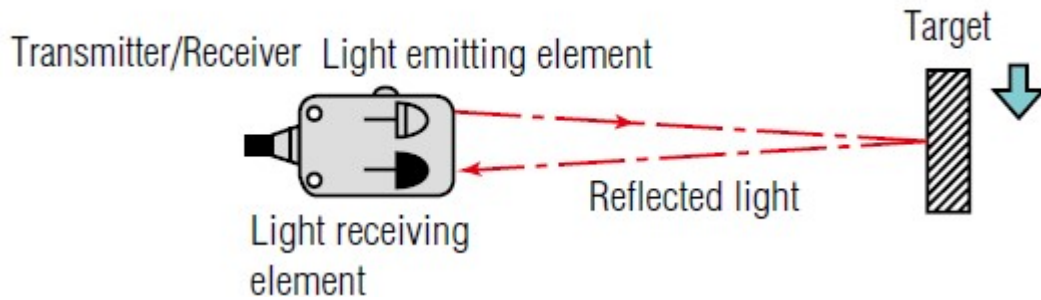 Target
Transmitter/Receiver
Light emitting element
Reflected light
Light receiving
element